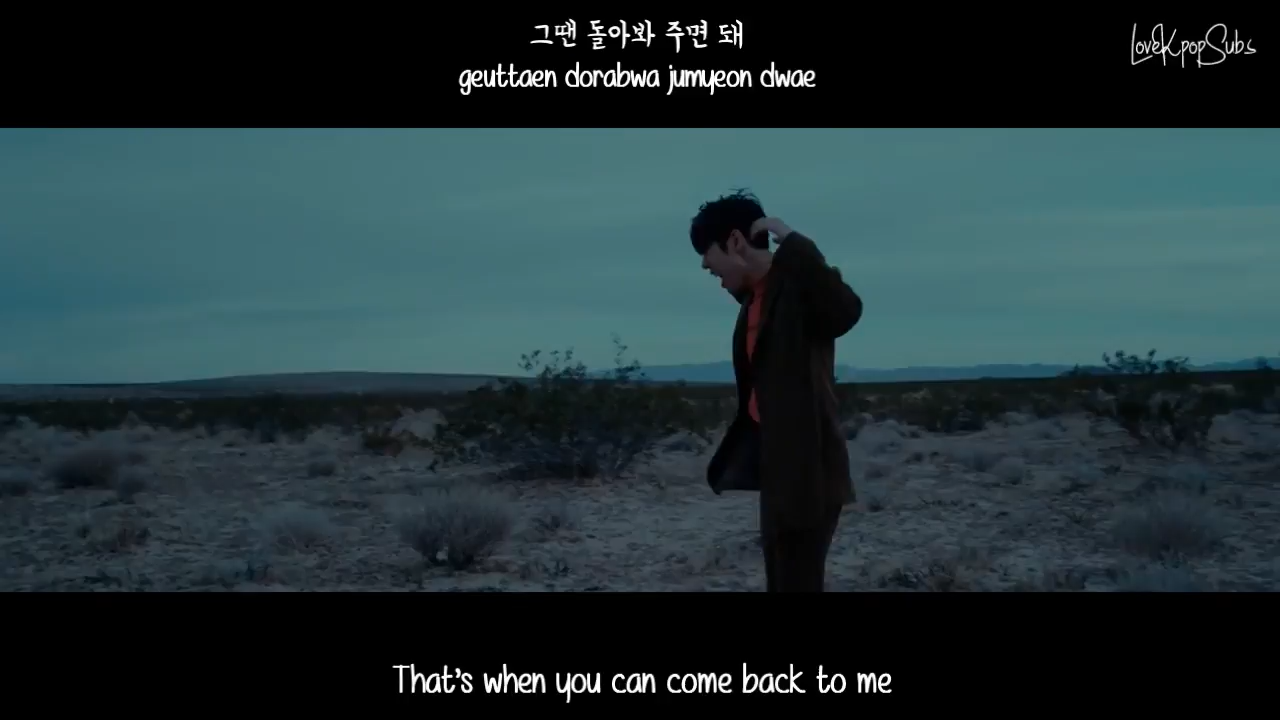 그땐 돌아봐 주면 돼
LoveKpopSubs
geuttaen dorabwa jumyeon dwae
That's when you can come back to me